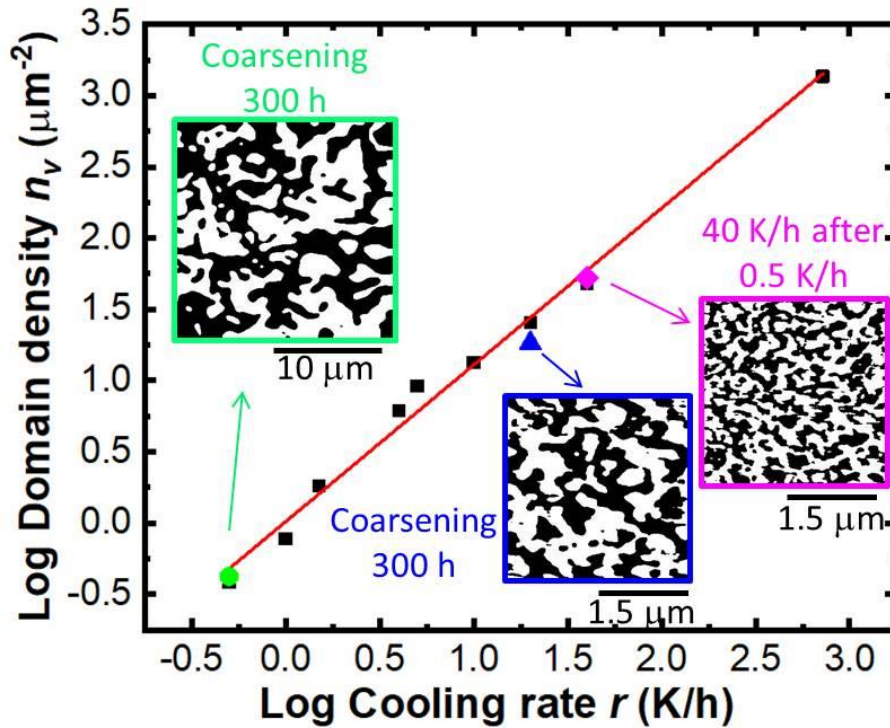 Log Domain density n_v (μm⁻²)
3.5
3.0
2.5
2.0
1.5
1.0
0.5
0.0
-0.5
Coarsening
300 h
10 μm
40 K/h after
0.5 K/h
1.5 μm
Coarsening
300 h
1.5 μm
-0.5 0.0 0.5 1.0 1.5 2.0 2.5 3.0
Log Cooling rate r (K/h)